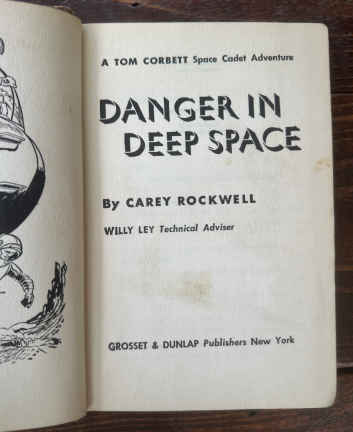 A TOM CORBETT Space Cadet Adventure
DANGER IN
DEEP SPACE
By CAREY ROCKWELL
WILLY LEY Technical Adviser
GROSSET & DUNLAP Publishers New York